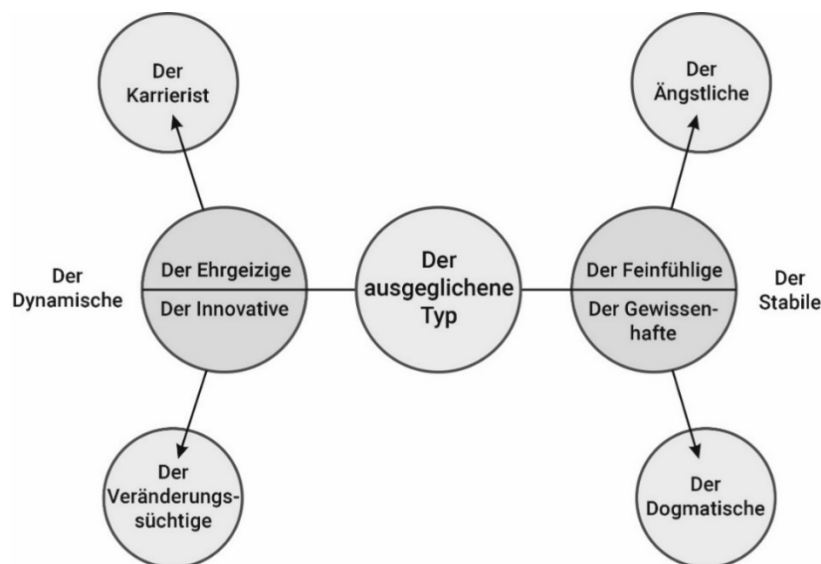 Der
Karrierist
Der
Ängstliche
Der
Dynamische
Der Ehrgeizige
Der Innovative
Der
ausgeglichene
Typ
Der Feinfühlige
Der Gewissen-
hafte
Der
Stabile
Der
Veränderungs-
süchtige
Der
Dogmatische